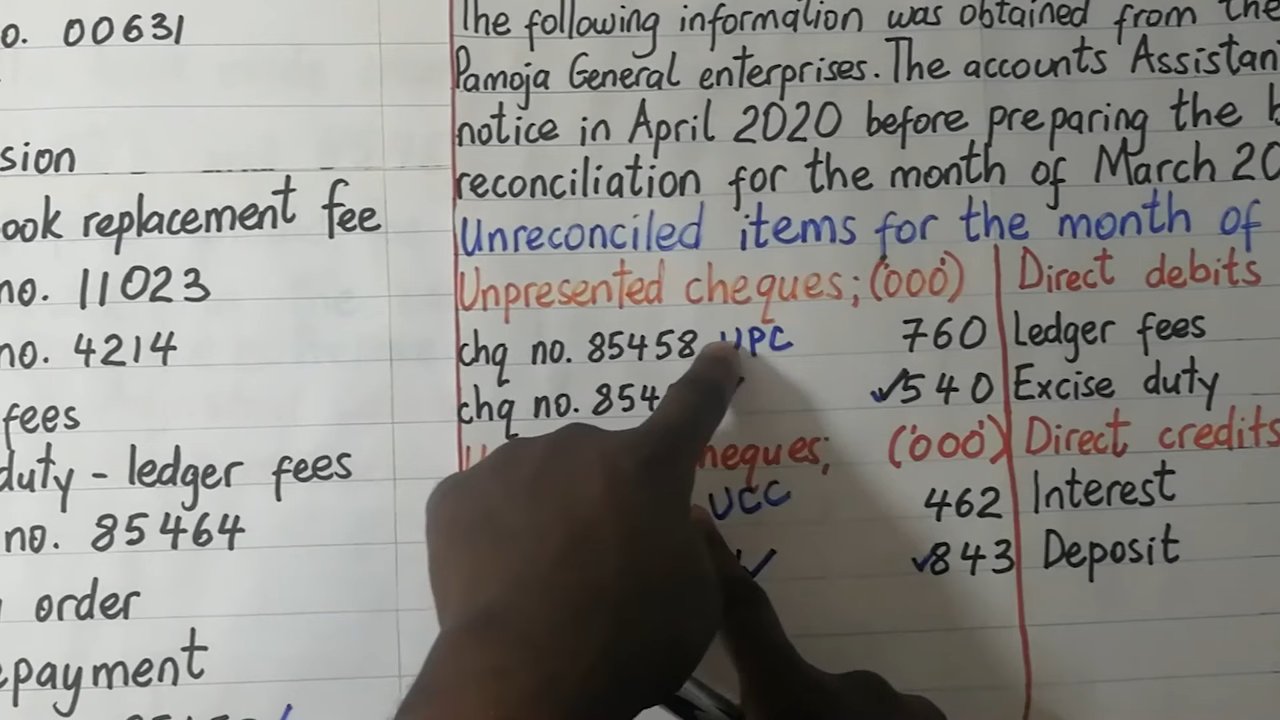 o. 00631
sion
ook replacement fee
no. 11023
no. 4214
fees
duty - ledger fees
no. 85464
order
payment
The following information was obtained from the
Pamoja General enterprises. The accounts Assistan
notice in April 2020 before preparing the b
reconciliation for the month of March 20
Unreconciled items for the month of
Unpresented cheques; ('000')
chq no. 85458 UPC 760
chq no. 854 ✓540
heques; ('000')
UCC 462
✓ ✓843
Direct debits
Ledger fees
Excise duty
Direct credits
Interest
Deposit